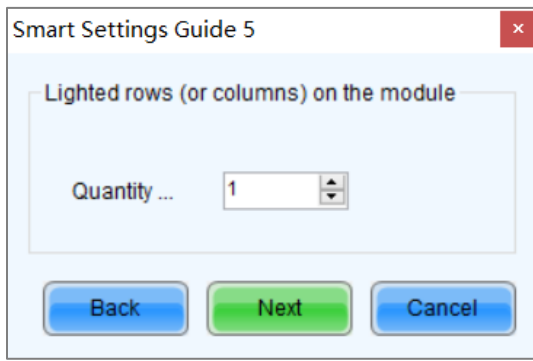 Smart Settings Guide 5
×
Lighted rows (or columns) on the module
Quantity ...
1
Back
Next
Cancel